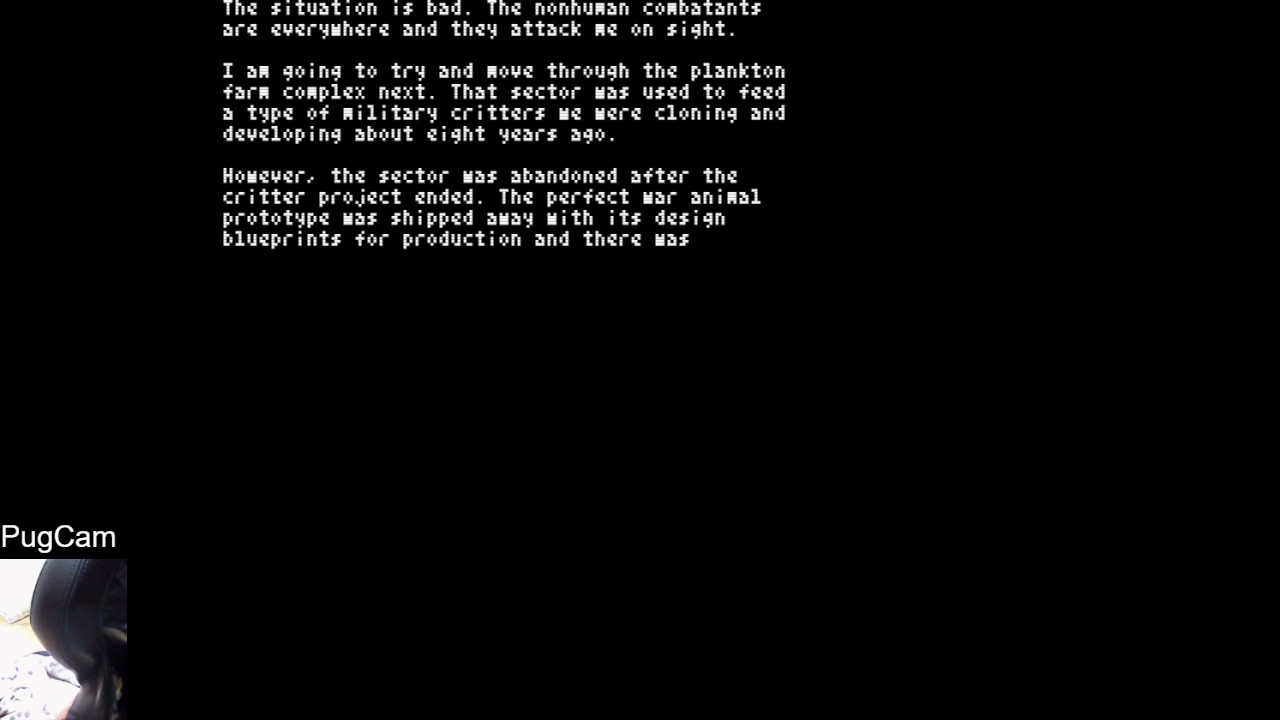 The situation is bad. The nonhuman combatants
are everywhere and they attack me on sight.
I am going to try and move through the plankton
farm complex next. That sector was used to feed
a type of military critters we were cloning and
developing about eight years ago.
However, the sector was abandoned after the
critter project ended. The perfect war animal
prototype was shipped away with its design
blueprints for production and there was
PugCam